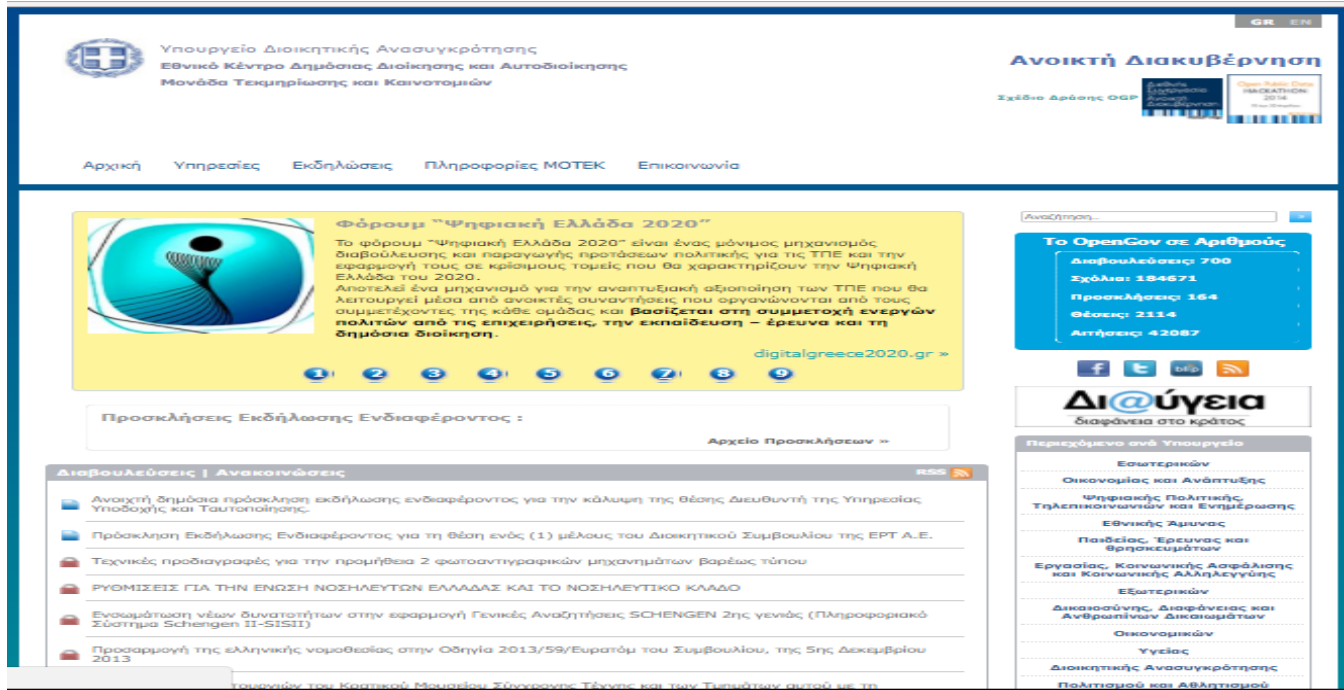 GR EN
Υπουργείο Διοικητικής Ανασυγκρότησης
Εθνικό Κέντρο Δημόσιας Διοίκησης και Αυτοδιοίκησης
Μονάδα Τεκμηρίωσης και Καινοτομιών
Ανοικτή Διακυβέρνηση
Σχέδιο Δράσης OGP
Διεθνής
Συνεργασία
για την
Ανοικτή
Διακυβέρνηση
Open Public Data
HACKATHON
2014
Αρχική Υπηρεσίες Εκδηλώσεις Πληροφορίες ΜΟΤΕΚ Επικοινωνία
Φόρουμ “Ψηφιακή Ελλάδα 2020”
Το φόρουμ “Ψηφιακή Ελλάδα 2020” είναι ένας μόνιμος μηχανισμός
διαβούλευσης και παραγωγής προτάσεων πολιτικής για τις ΤΠΕ και την
εφαρμογή τους σε κρίσιμους τομείς που θα χαρακτηρίζουν την Ψηφιακή
Ελλάδα του 2020.
Αποτελεί ένα μηχανισμό για την αναπτυξιακή αξιοποίηση των ΤΠΕ που θα
λειτουργεί μέσα από ανοικτές συναντήσεις που οργανώνονται από τους
συμμετέχοντες της κάθε ομάδας και βασίζεται στη συμμετοχή ενεργών
πολιτών από τις επιχειρήσεις, την εκπαίδευση – έρευνα και τη
δημόσια διοίκηση.
digitalgreece2020.gr »
1 2 3 4 5 6 7 8 9
Προσκλήσεις Εκδήλωσης Ενδιαφέροντος :
Αρχείο Προσκλήσεων »
Διαβουλεύσεις | Ανακοινώσεις RSS
Ανοιχτή δημόσια πρόσκληση εκδήλωσης ενδιαφέροντος για την κάλυψη της θέσης Διευθυντή της Υπηρεσίας
Υποδοχής και Ταυτοποίησης.
Πρόσκληση Εκδήλωσης Ενδιαφέροντος για τη θέση ενός (1) μέλους του Διοικητικού Συμβουλίου της ΕΡΤ Α.Ε.
Τεχνικές προδιαγραφές για την προμήθεια 2 φωτοαντιγραφικών μηχανημάτων βαρέως τύπου
ΡΥΘΜΙΣΕΙΣ ΓΙΑ ΤΗΝ ΕΝΩΣΗ ΝΟΣΗΛΕΥΤΩΝ ΕΛΛΑΔΑΣ ΚΑΙ ΤΟ ΝΟΣΗΛΕΥΤΙΚΟ ΚΛΑΔΟ
Ενσωμάτωση νέων δυνατοτήτων στην εφαρμογή Γενικές Αναζητήσεις SCHENGEN 2ης γενιάς (Πληροφοριακό
Σύστημα Schengen II-SISII)
Προσαρμογή της ελληνικής νομοθεσίας στην Οδηγία 2013/59/Ευρατόμ του Συμβουλίου, της 5ης Δεκεμβρίου
2013
του Κρατικού Μουσείου Σύγχρονης Τέχνης και των Τμημάτων αυτού με τη
Αναζήτηση...
Το OpenGov σε Αριθμούς
Διαβουλεύσεις: 700
Σχόλια: 184671
Προσκλήσεις: 164
Θέσεις: 2114
Αιτήσεις: 42087
Δι@ύγεια
διαφάνεια στο κράτος
Περιεχόμενο ανά Υπουργείο
Εσωτερικών
Οικονομίας και Ανάπτυξης
Ψηφιακής Πολιτικής,
Τηλεπικοινωνιών και Ενημέρωσης
Εθνικής Άμυνας
Παιδείας, Έρευνας και
Θρησκευμάτων
Εργασίας, Κοινωνικής Ασφάλισης
και Κοινωνικής Αλληλεγγύης
Εξωτερικών
Δικαιοσύνης, Διαφάνειας και
Ανθρωπίνων Δικαιωμάτων
Οικονομικών
Υγείας
Διοικητικής Ανασυγκρότησης
Πολιτισμού και Αθλητισμού